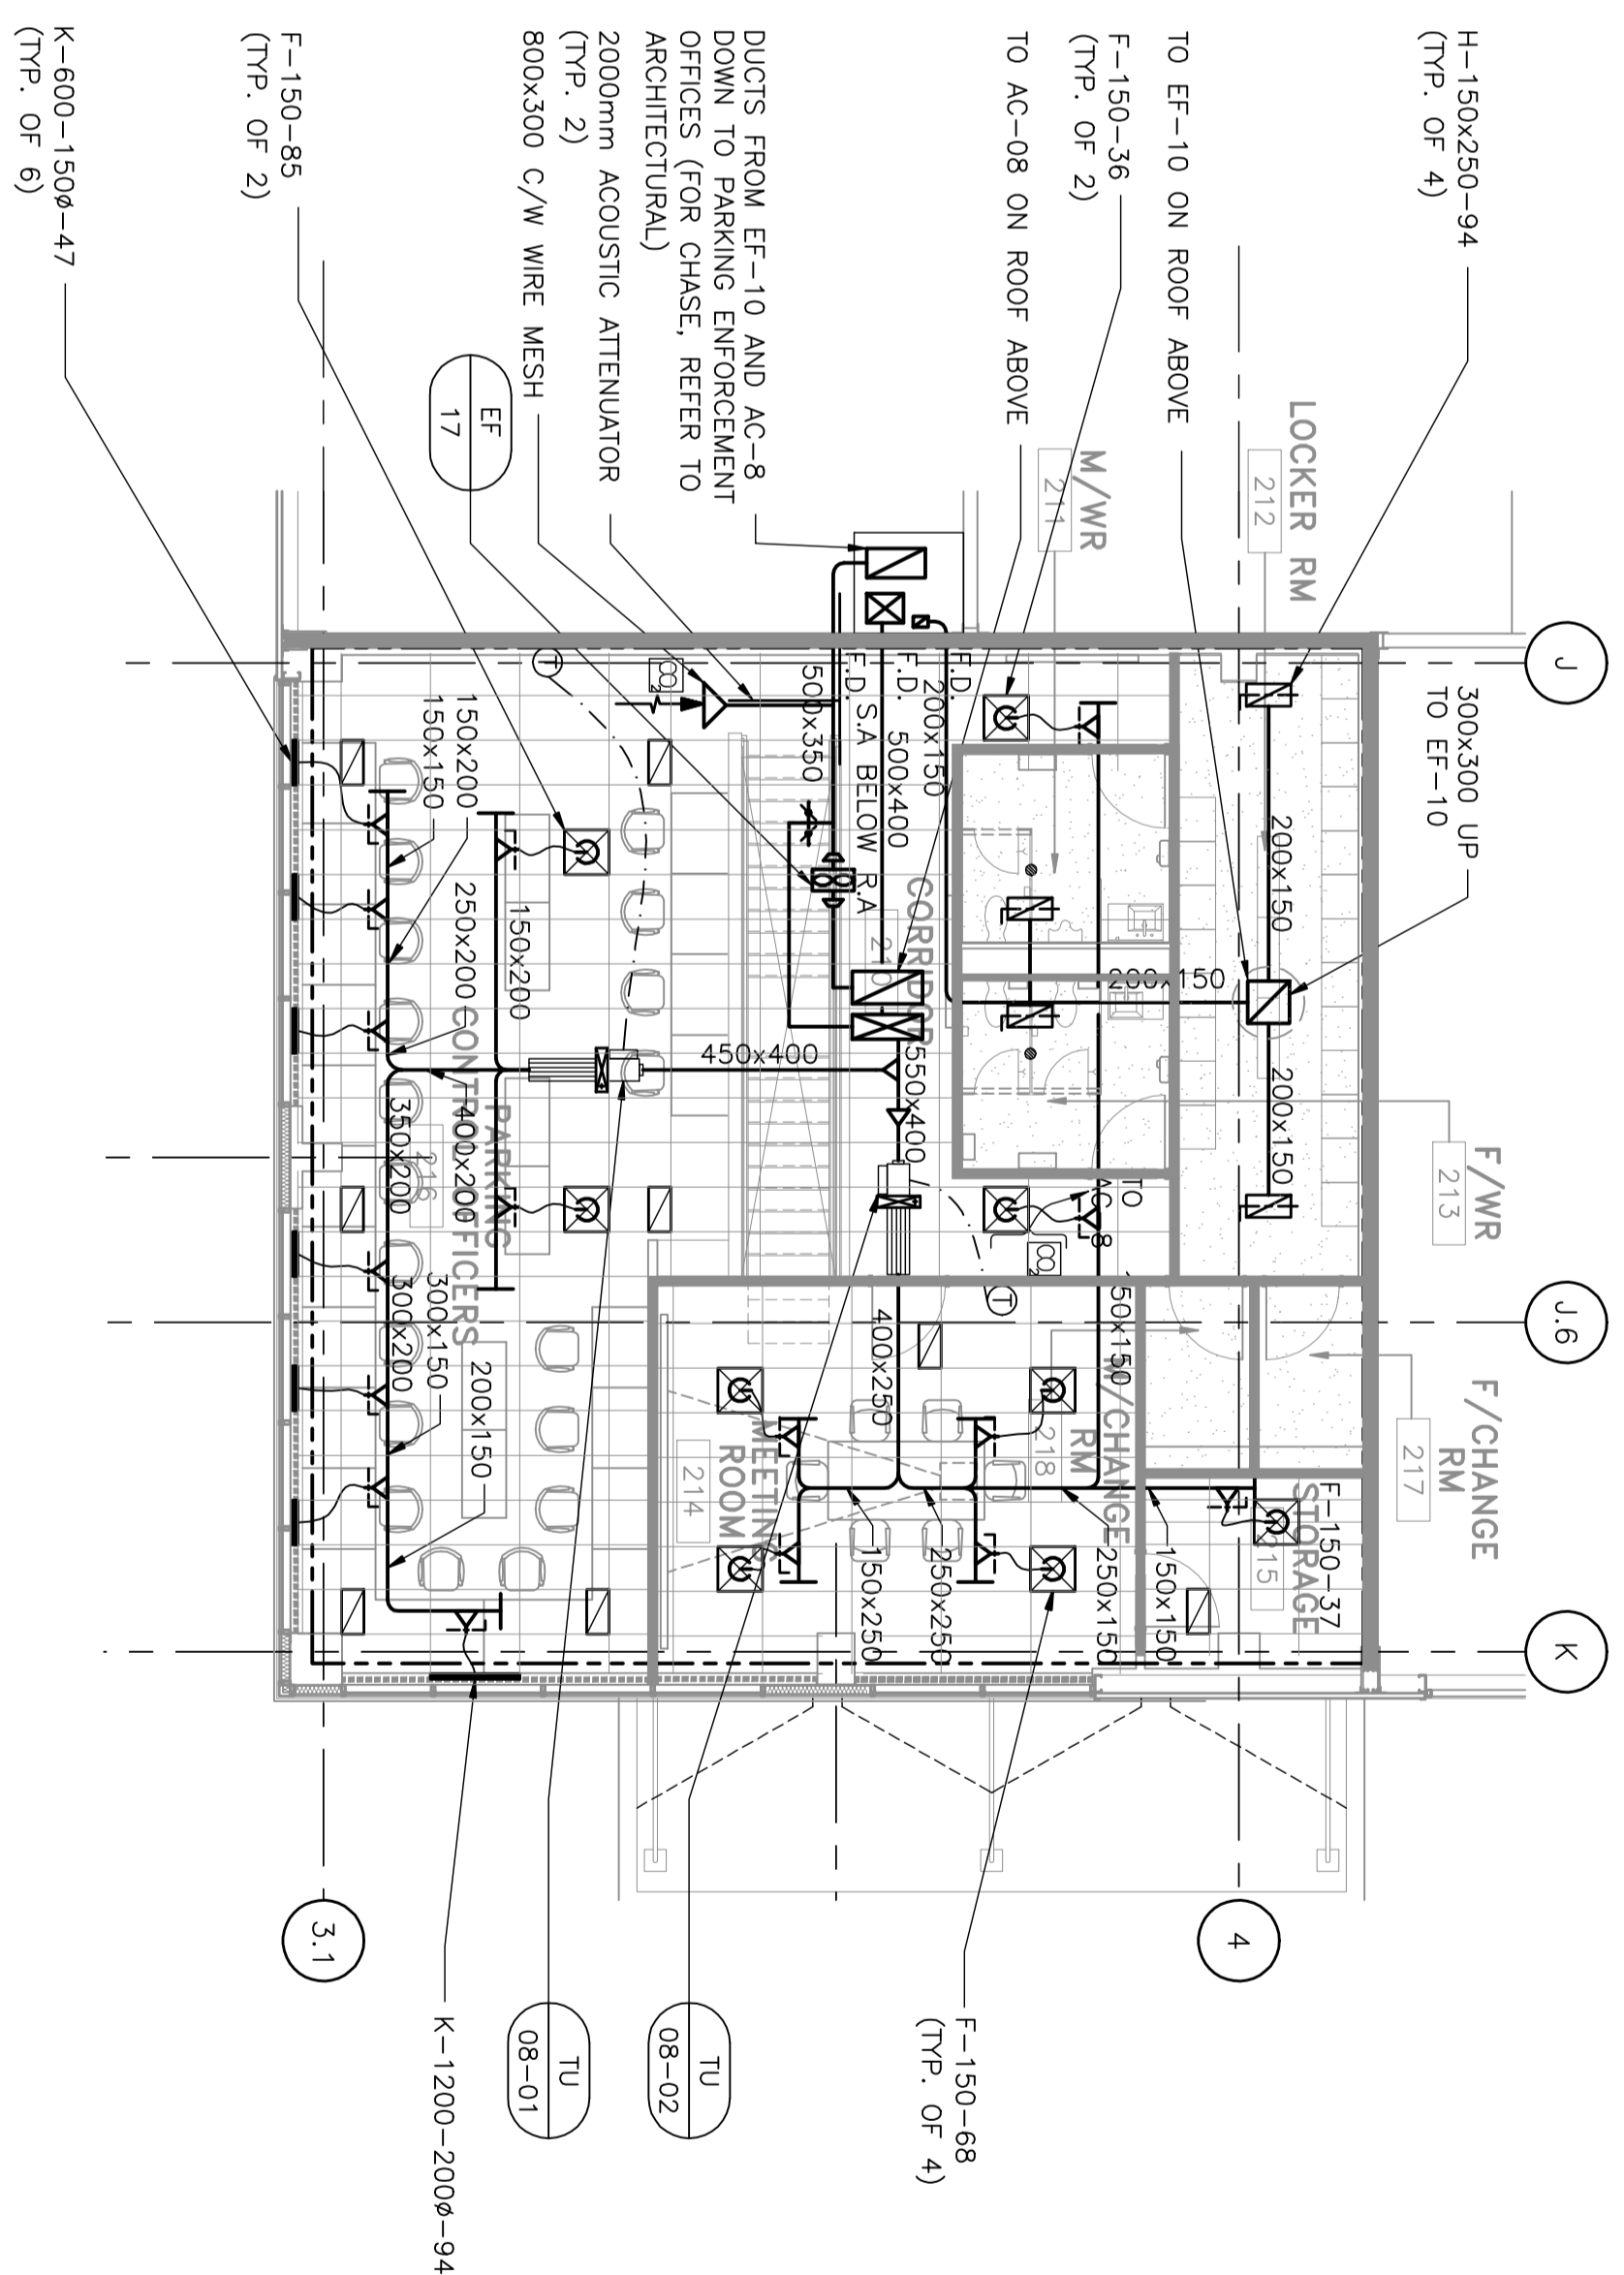 H-150x250-94
(TYP. OF 4)
TO EF-10 ON ROOF ABOVE
F-150-36
(TYP. OF 2)
TO AC-08 ON ROOF ABOVE
DUCTS FROM EF-10 AND AC-8
DOWN TO PARKING ENFORCEMENT
OFFICES (FOR CHASE, REFER TO
ARCHITECTURAL)
2000mm ACOUSTIC ATTENUATOR
(TYP. 2)
800x300 C/W WIRE MESH
EF
17
F-150-85
(TYP. OF 2)
K-600-150ø-47
(TYP. OF 6)
LOCKER RM
212
M/WR
211
J
300x300 UP
TO EF-10
200x150
200x150
F/WR
213
J.6
F/CHANGE
RM
217
K
F.D.
200x150
F.D.
500x400
F.D.
S.A BELOW R.A
500x350
CORRIDOR
210
200x150
550x400
450x400
TO
AC-8
CO2
T
150x150
M/CHANGE
RM
218
STORAGE
215
F-150-37
150x150
250x150
250x250
150x250
400x250
MEETING
ROOM
214
T
CO2
150x200
150x150
250x200
150x200
PARKING
CONTROL OFFICERS
216
400x200
350x200
300x150
300x200
200x150
3.1
4
F-150-68
(TYP. OF 4)
TU
08-02
TU
08-01
K-1200-200ø-94